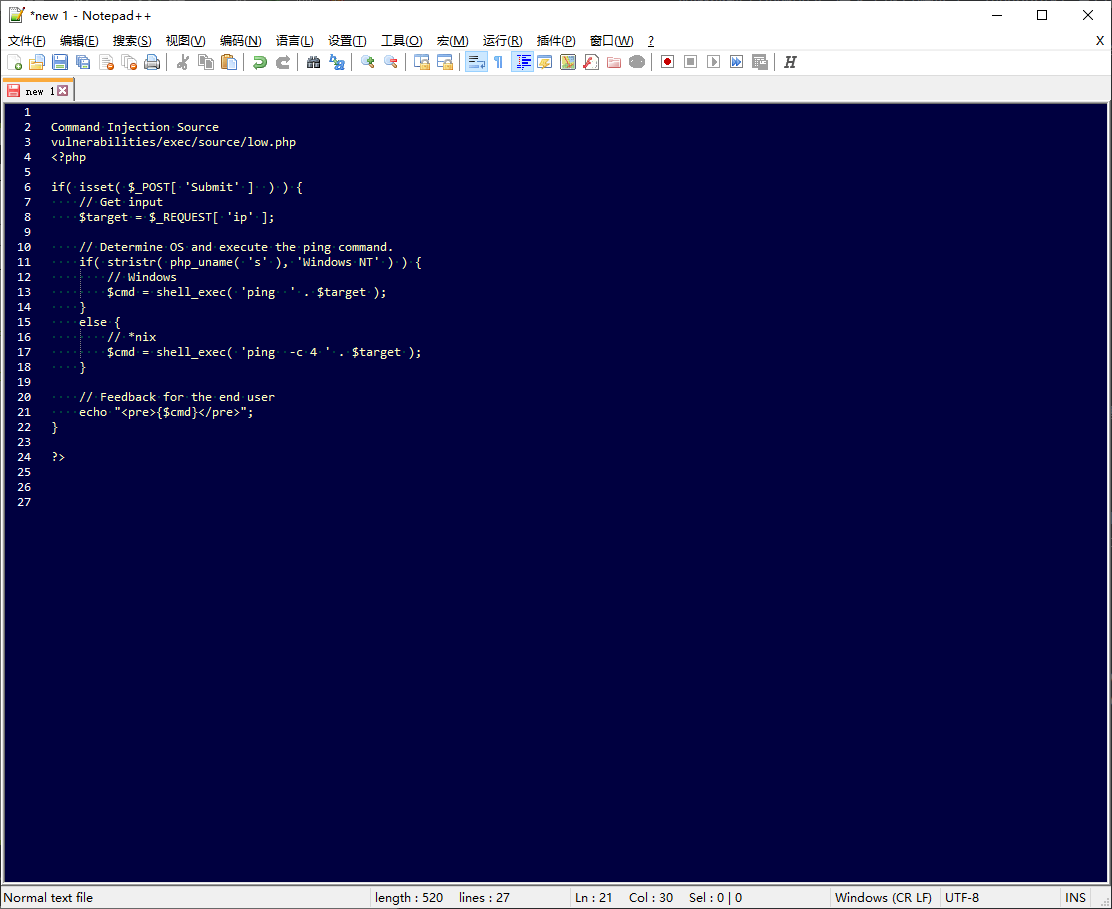 *new 1 - Notepad++
文件(F) 编辑(E) 搜索(S) 视图(V) 编码(N) 语言(L) 设置(T) 工具(O) 宏(M) 运行(R) 插件(P) 窗口(W) ? X
new 1
1
2 Command Injection Source
3 vulnerabilities/exec/source/low.php
4 <?php
5
6 if( isset( $_POST[ 'Submit' ]  ) ) {
7     // Get input
8     $target = $_REQUEST[ 'ip' ];
9
10     // Determine OS and execute the ping command.
11     if( stristr( php_uname( 's' ), 'Windows NT' ) ) {
12         // Windows
13         $cmd = shell_exec( 'ping  ' . $target );
14     }
15     else {
16         // *nix
17         $cmd = shell_exec( 'ping  -c 4 ' . $target );
18     }
19
20     // Feedback for the end user
21     echo "<pre>{$cmd}</pre>";
22 }
23
24 ?>
25
26
27
Normal text file length : 520 lines : 27 Ln : 21 Col : 30 Sel : 0 | 0 Windows (CR LF) UTF-8 INS